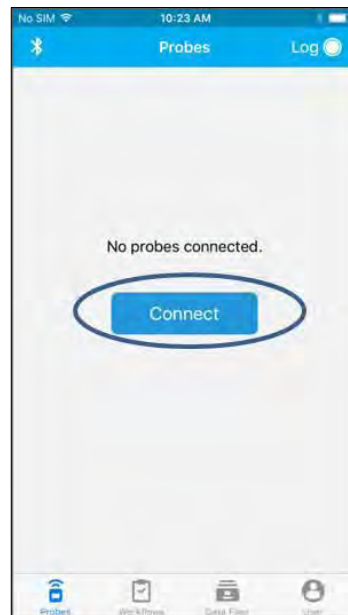 No SIM 10:23 AM
Probes Log
No probes connected.
Connect
Probes Workflows Data Files User